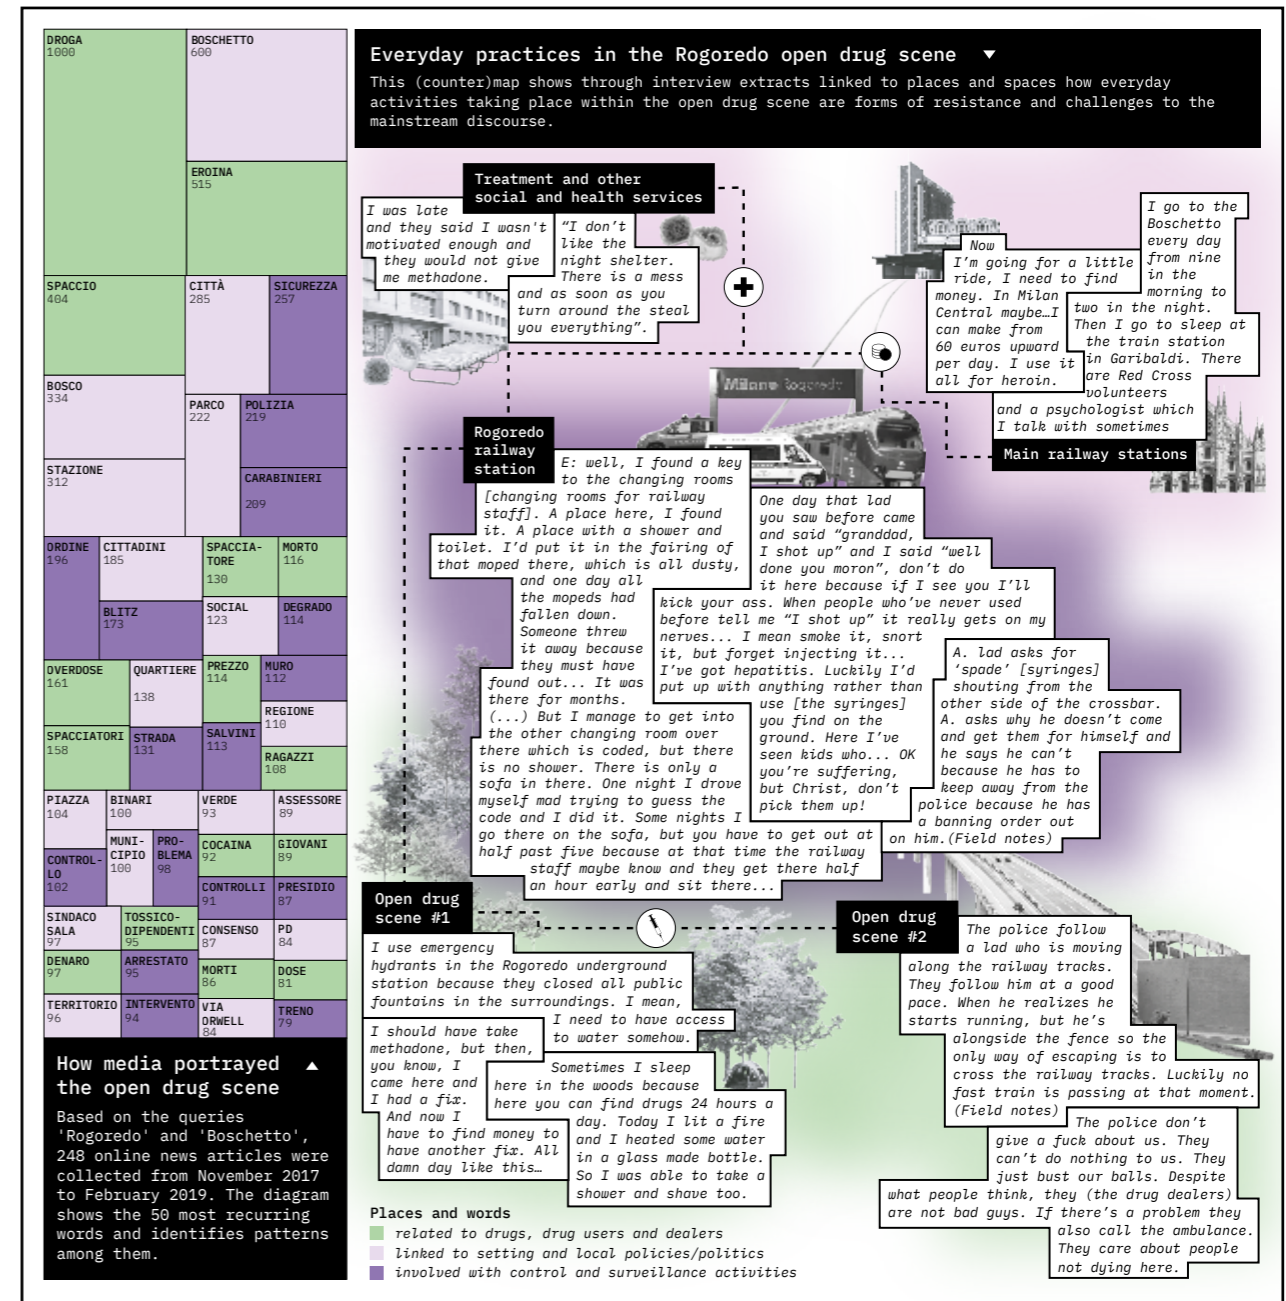 DROGA
1000
BOSCHETTO
600
EROINA
515
SPACCIO
404
CITTÀ
285
SICUREZZA
257
BOSCO
334
PARCO
222
POLIZIA
219
STAZIONE
312
CARABINIERI
209
ORDINE
196
CITTADINI
185
SPACCIA-
TORE
130
MORTO
116
BLITZ
173
SOCIAL
123
DEGRADO
114
OVERDOSE
161
QUARTIERE
138
PREZZO
114
MURO
112
REGIONE
110
SPACCIATORI
158
STRADA
131
SALVINI
113
RAGAZZI
108
PIAZZA
104
BINARI
100
VERDE
93
ASSESSORE
89
CONTROL-
LO
102
MUNI-
CIPIO
100
PRO-
BLEMA
98
COCAINA
92
GIOVANI
89
CONTROLLI
91
PRESIDIO
87
SINDACO
SALA
97
TOSSICO-
DIPENDENTI
95
CONSENSO
87
PD
84
DENARO
97
ARRESTATO
95
MORTI
86
DOSE
81
TERRITORIO
96
INTERVENTO
94
VIA
ORWELL
84
TRENO
79
How media portrayed ▲
the open drug scene
Based on the queries
'Rogoredo' and 'Boschetto',
248 online news articles were
collected from November 2017
to February 2019. The diagram
shows the 50 most recurring
words and identifies patterns
among them.
Everyday practices in the Rogoredo open drug scene ▼
This (counter)map shows through interview extracts linked to places and spaces how everyday
activities taking place within the open drug scene are forms of resistance and challenges to the
mainstream discourse.
Treatment and other
social and health services
I was late
and they said I wasn't
motivated enough and
they would not give
me methadone.
“I don’t
like the
night shelter.
There is a mess
and as soon as you
turn around the steal
you everything”.
Now
I’m going for a little
ride, I need to find
money. In Milan
Central maybe…I
can make from
60 euros upward
per day. I use it
all for heroin.
I go to the
Boschetto
every day
from nine
in the
morning to
two in the night.
Then I go to sleep at
the train station
in Garibaldi. There
are Red Cross
volunteers
and a psychologist which
I talk with sometimes
Main railway stations
Milano Rogoredo
Rogoredo
railway
station
E: well, I found a key
to the changing rooms
[changing rooms for railway
staff]. A place here, I found
it. A place with a shower and
toilet. I’d put it in the fairing of
that moped there, which is all dusty,
and one day all
the mopeds had
fallen down.
Someone threw
it away because
they must have
found out... It was
there for months.
(...) But I manage to get into
the other changing room over
there which is coded, but there
is no shower. There is only a
sofa in there. One night I drove
myself mad trying to guess the
code and I did it. Some nights I
go there on the sofa, but you have to get out at
half past five because at that time the railway
staff maybe know and they get there half
an hour early and sit there...
One day that lad
you saw before came
and said “granddad,
I shot up” and I said “well
done you moron”, don’t do
it here because if I see you I’ll
kick your ass. When people who’ve never used
before tell me “I shot up” it really gets on my
nerves... I mean smoke it, snort
it, but forget injecting it...
I’ve got hepatitis. Luckily I’d
put up with anything rather than
use [the syringes]
you find on the
ground. Here I’ve
seen kids who... OK
you’re suffering,
but Christ, don’t
pick them up!
A. lad asks for
‘spade’ [syringes]
shouting from the
other side of the crossbar.
A. asks why he doesn’t come
and get them for himself and
he says he can’t
because he has to
keep away from the
police because he has
a banning order out
on him.(Field notes)
Open drug
scene #1
I use emergency
hydrants in the Rogoredo underground
station because they closed all public
fountains in the surroundings. I mean,
I need to have access
to water somehow.
I should have take
methadone, but then,
you know, I
came here and
I had a fix.
And now I
have to find money to
have another fix. All
damn day like this…
Sometimes I sleep
here in the woods because
here you can find drugs 24 hours a
day. Today I lit a fire
and I heated some water
in a glass made bottle.
So I was able to take a
shower and shave too.
Open drug
scene #2
The police follow
a lad who is moving
along the railway tracks.
They follow him at a good
pace. When he realizes he
starts running, but he’s
alongside the fence so the
only way of escaping is to
cross the railway tracks. Luckily no
fast train is passing at that moment.
(Field notes)
The police don’t
give a fuck about us. They
can’t do nothing to us. They
just bust our balls. Despite
what people think, they (the drug dealers)
are not bad guys. If there’s a problem they
also call the ambulance.
They care about people
not dying here.
Places and words
related to drugs, drug users and dealers
linked to setting and local policies/politics
involved with control and surveillance activities